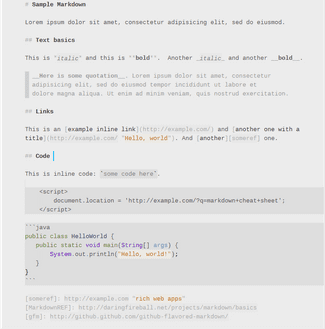 # Sample Markdown
Lorem ipsum dolor sit amet, consectetur adipisicing elit, sed do eiusmod.
## Text basics
This is *italic* and this is **bold**.  Another _italic_ and another __bold__.
> __Here is some quotation__. Lorem ipsum dolor sit amet, consectetur
adipisicing elit, sed do eiusmod tempor incididunt ut labore et
dolore magna aliqua. Ut enim ad minim veniam, quis nostrud exercitation.
## Links
This is an [example inline link](http://example.com/) and [another one with a
title](http://example.com/ "Hello, world"). And [another][someref] one.
## Code
This is inline code: `some code here`.
<script>
document.location = 'http://example.com/?q=markdown+cheat+sheet';
</script>
```java
public class HelloWorld {
public static void main(String[] args) {
System.out.println("Hello, world!");
}
}
```
[someref]: http://example.com "rich web apps"
[MarkdownREF]: http://daringfireball.net/projects/markdown/basics
[gfm]: http://github.github.com/github-flavored-markdown/